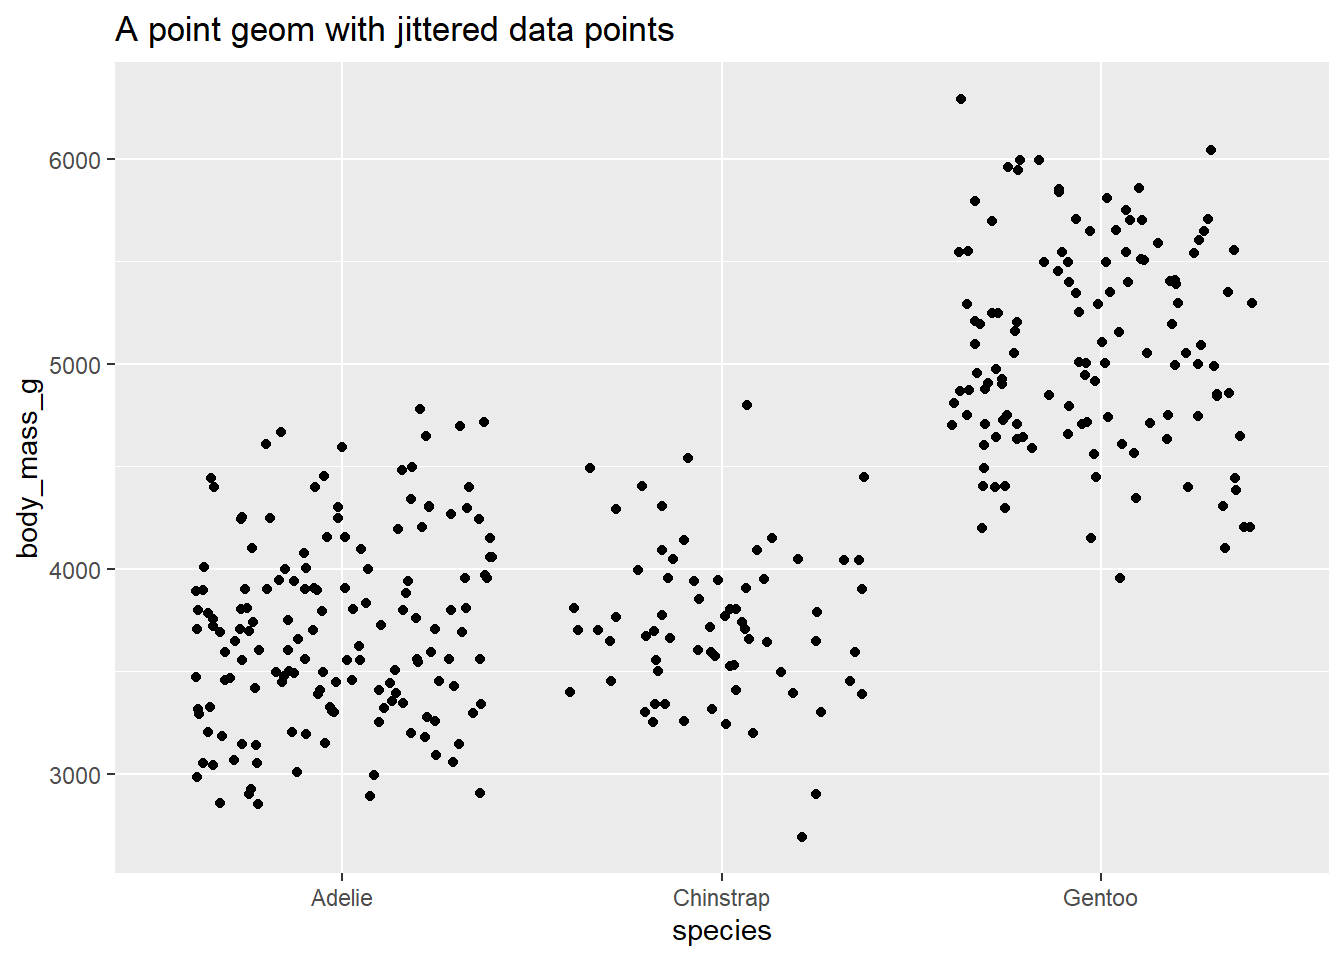 A point geom with jittered data points
6000
5000
4000
3000
body_mass_g
Adelie
Chinstrap
Gentoo
species